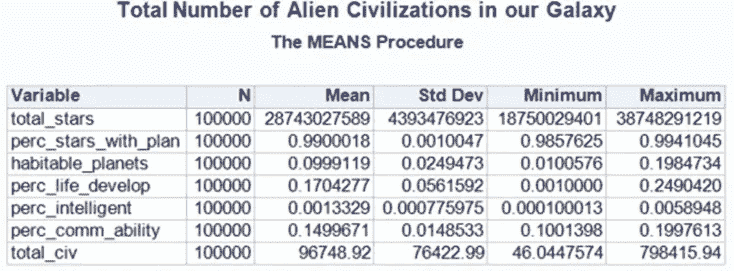 Total Number of Alien Civilizations in our Galaxy
The MEANS Procedure
Variable N Mean Std Dev Minimum Maximum
total_stars 100000 28743027589 4393476923 18750029401 38748291219
perc_stars_with_plan 100000 0.9900018 0.0010047 0.9857625 0.9941045
habitable_planets 100000 0.0999119 0.0249473 0.0100576 0.1984734
perc_life_develop 100000 0.1704277 0.0561592 0.0010000 0.2490420
perc_intelligent 100000 0.0013329 0.000775975 0.000100013 0.0058948
perc_comm_ability 100000 0.1499671 0.0148533 0.1001398 0.1997613
total_civ 100000 96748.92 76422.99 46.0447574 798415.94